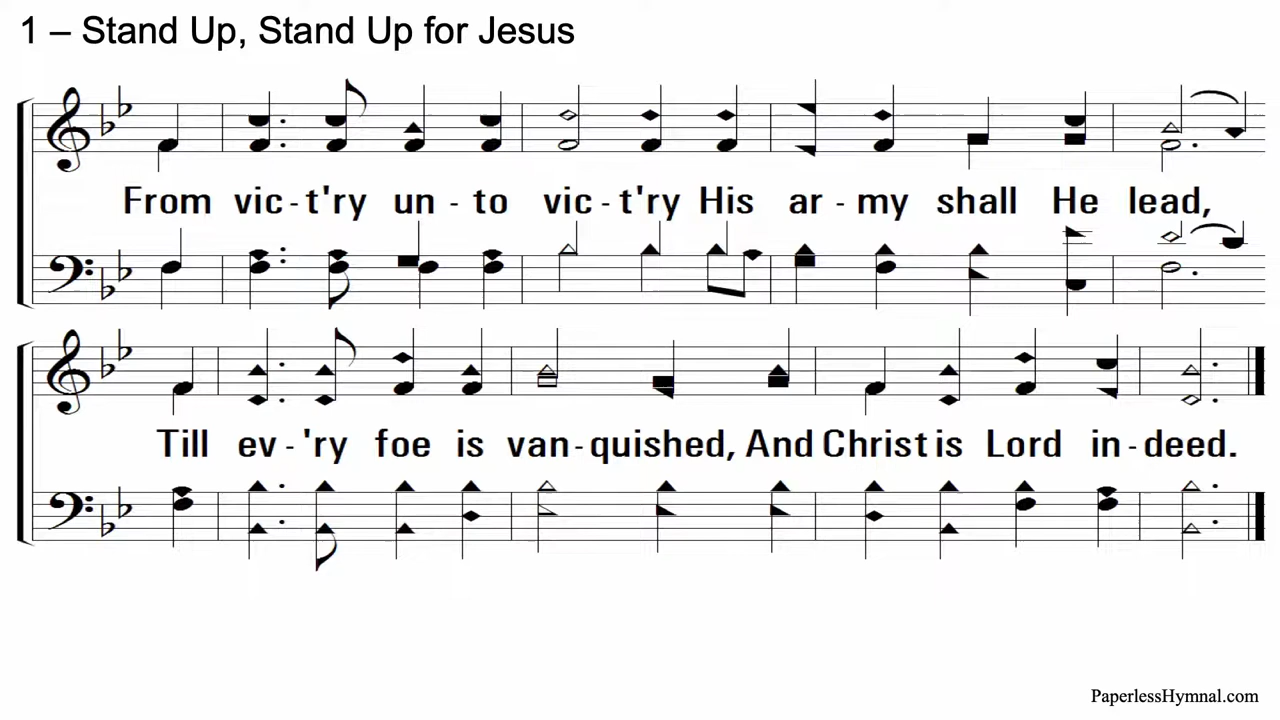 1 – Stand Up, Stand Up for Jesus
From vic-t'ry un-to vic-t'ry His ar-my shall He lead,
Till ev-'ry foe is van-quished, And Christ is Lord in-deed.
PaperlessHymnal.com